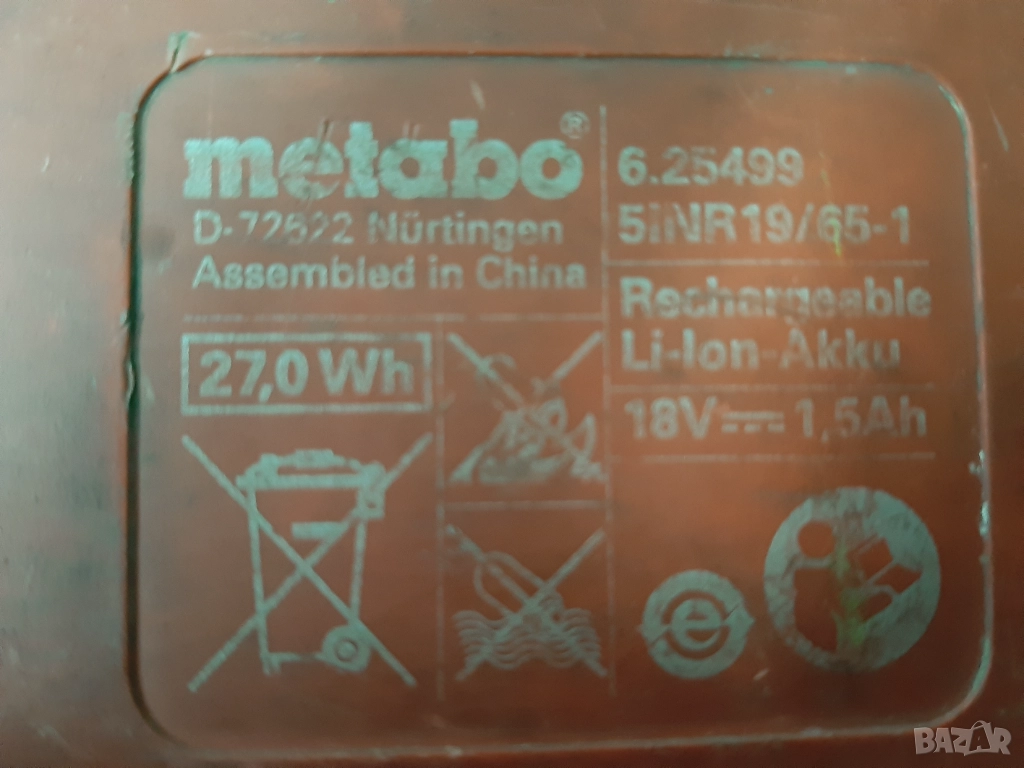 metabo®
D-72622 Nürtingen
Assembled in China
27,0 Wh
6.25499
5INR19/65-1
Rechargeable
Li-Ion-Akku
18V⎓1,5Ah
e
BAZAR